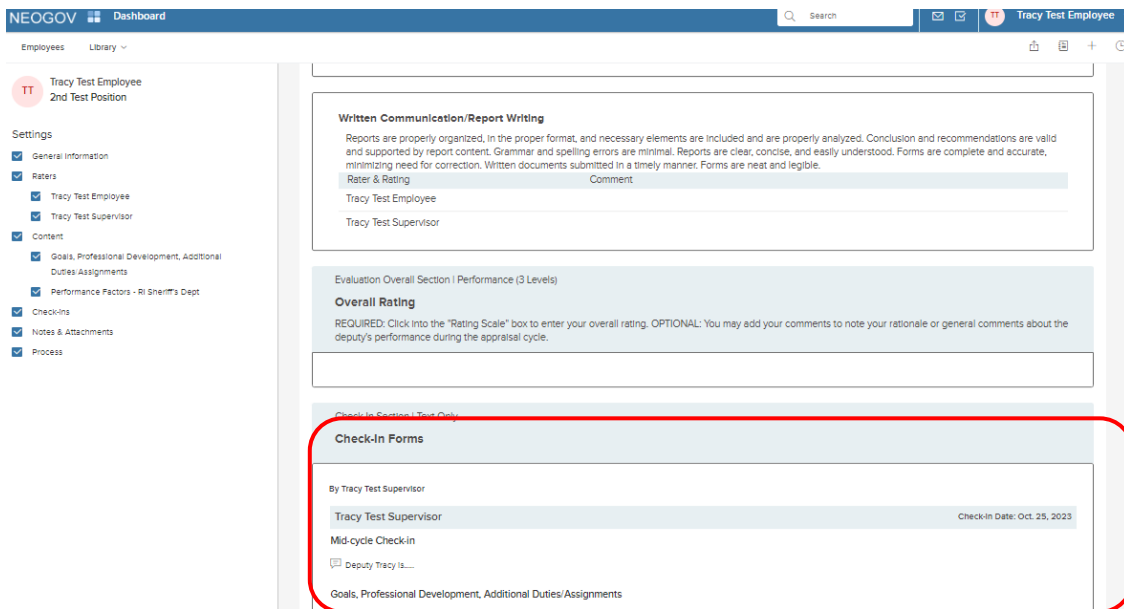 NEOGOV Dashboard Search TT Tracy Test Employee
Employees Library
TT Tracy Test Employee
2nd Test Position
Settings
General Information
Raters
Tracy Test Employee
Tracy Test Supervisor
Content
Goals, Professional Development, Additional
Duties/Assignments
Performance Factors - RI Sheriff's Dept
Check-Ins
Notes & Attachments
Process
Written Communication/Report Writing
Reports are properly organized, in the proper format, and necessary elements are included and are properly analyzed. Conclusion and recommendations are valid
and supported by report content. Grammar and spelling errors are minimal. Reports are clear, concise, and easily understood. Forms are complete and accurate,
minimizing need for correction. Written documents submitted in a timely manner. Forms are neat and legible.
Rater & Rating Comment
Tracy Test Employee
Tracy Test Supervisor
Evaluation Overall Section | Performance (3 Levels)
Overall Rating
REQUIRED: Click into the "Rating Scale" box to enter your overall rating. OPTIONAL: You may add your comments to note your rationale or general comments about the
deputy's performance during the appraisal cycle.
Check-In Section | Text Only
Check-In Forms
By Tracy Test Supervisor
Tracy Test Supervisor Check-In Date: Oct. 25, 2023
Mid-cycle Check-in
Deputy Tracy is.....
Goals, Professional Development, Additional Duties/Assignments